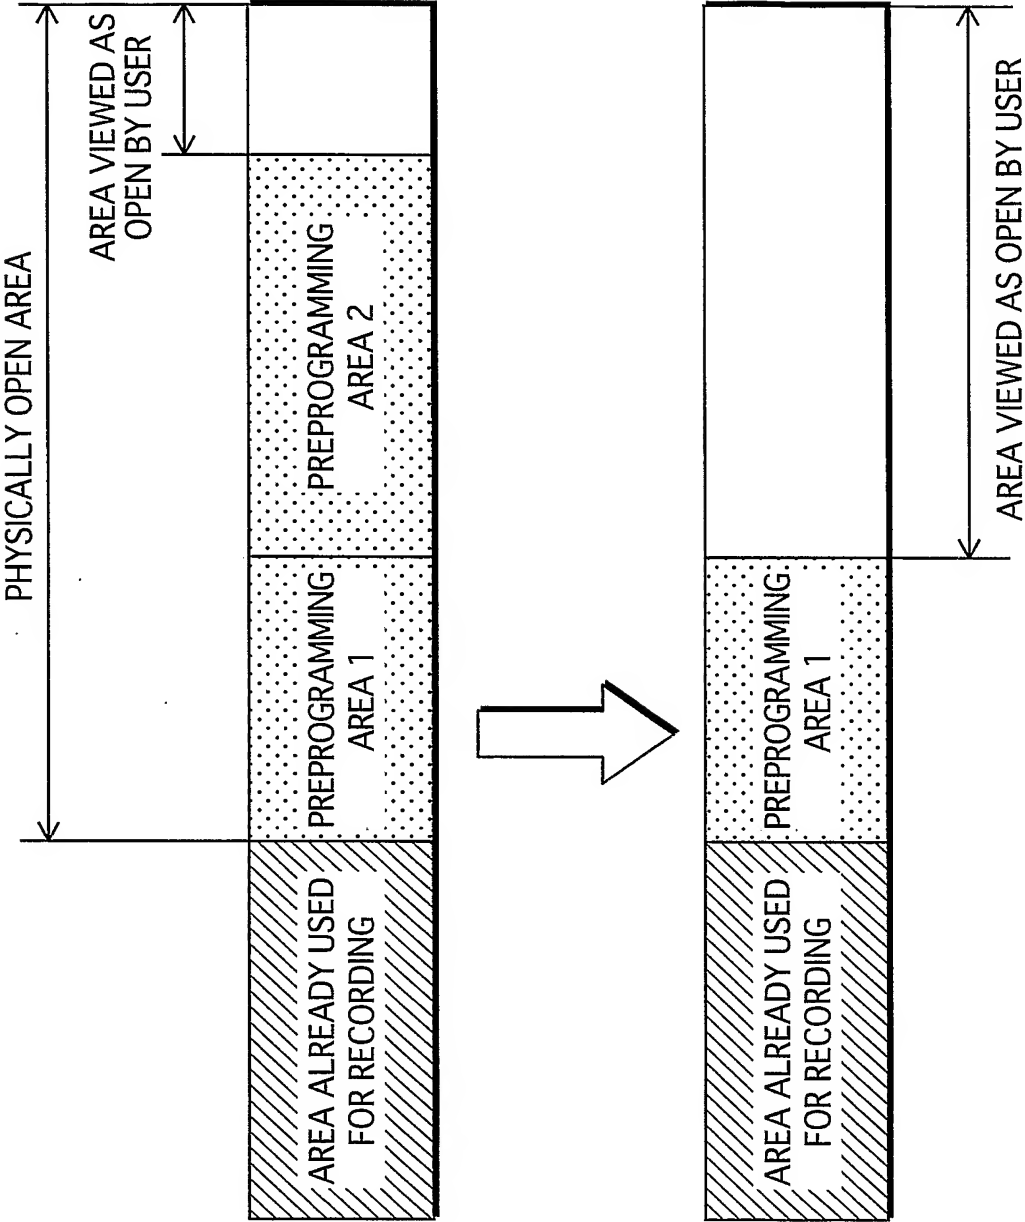 PHYSICALLY OPEN AREA
AREA VIEWED AS
OPEN BY USER
AREA ALREADY USED
FOR RECORDING
PREPROGRAMMING
AREA 1
PREPROGRAMMING
AREA 2
AREA ALREADY USED
FOR RECORDING
PREPROGRAMMING
AREA 1
AREA VIEWED AS OPEN BY USER